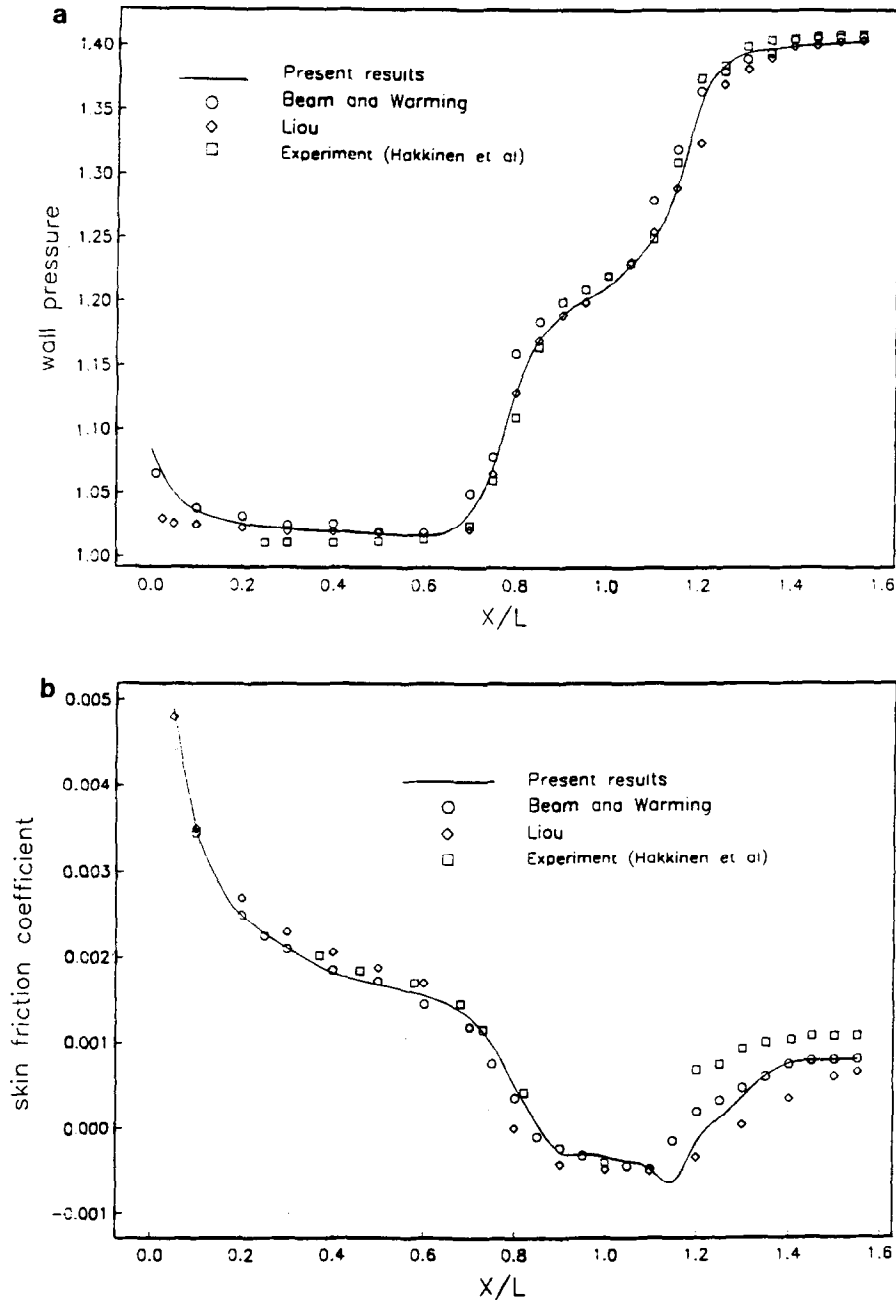 a
1.40
1.35
1.30
1.25
1.20
1.15
1.10
1.05
1.00
wall pressure
Present results
Beam and Warming
Liou
Experiment (Hakkinen et al)
0.0 0.2 0.4 0.6 0.8 1.0 1.2 1.4 1.6
X/L
b
0.005
0.004
0.003
0.002
0.001
0.000
-0.001
skin friction coefficient
Present results
Beam and Warming
Liou
Experiment (Hakkinen et al)
0.0 0.2 0.4 0.6 0.8 1.0 1.2 1.4 1.6
X/L